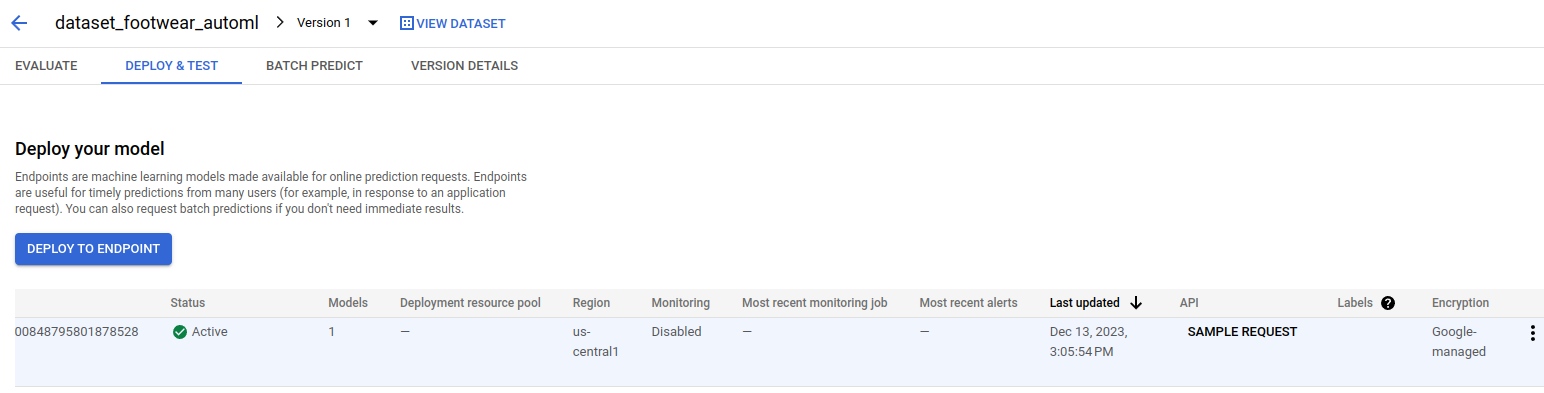 dataset_footwear_automl > Version 1 VIEW DATASET
EVALUATE DEPLOY & TEST BATCH PREDICT VERSION DETAILS
Deploy your model
Endpoints are machine learning models made available for online prediction requests. Endpoints
are useful for timely predictions from many users (for example, in response to an application
request). You can also request batch predictions if you don't need immediate results.
DEPLOY TO ENDPOINT
Status Models Deployment resource pool Region Monitoring Most recent monitoring job Most recent alerts Last updated API Labels ? Encryption
00848795801878528 Active 1 — us- Disabled — — Dec 13, 2023, SAMPLE REQUEST Google-
central1 3:05:54 PM managed